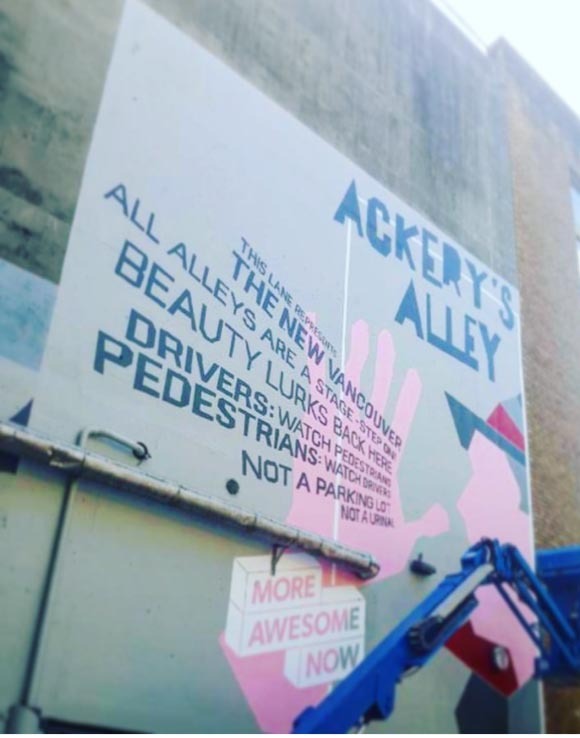 ACKERY'S
ALLEY
THIS LANE REPRESENTS
THE NEW VANCOUVER
ALL ALLEYS ARE A STAGE - STEP ON!
BEAUTY LURKS BACK HERE
DRIVERS: WATCH PEDESTRIANS
PEDESTRIANS: WATCH DRIVERS
NOT A PARKING LOT
NOT A URINAL
MORE
AWESOME
NOW